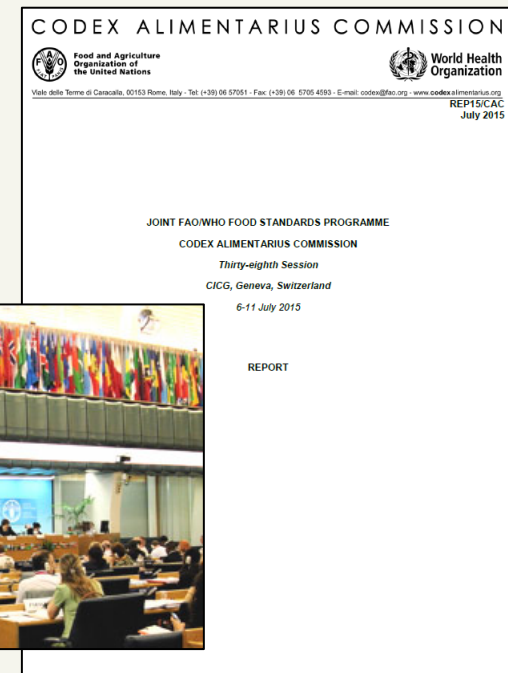 CODEX ALIMENTARIUS COMMISSION
Food and Agriculture
Organization of
the United Nations
World Health
Organization
Viale delle Terme di Caracalla, 00153 Rome, Italy - Tel: (+39) 06 57051 - Fax: (+39) 06 5705 4593 - E-mail: codex@fao.org - www.codexalimentarius.org
REP15/CAC
July 2015
JOINT FAO/WHO FOOD STANDARDS PROGRAMME
CODEX ALIMENTARIUS COMMISSION
Thirty-eighth Session
CICG, Geneva, Switzerland
6-11 July 2015
REPORT